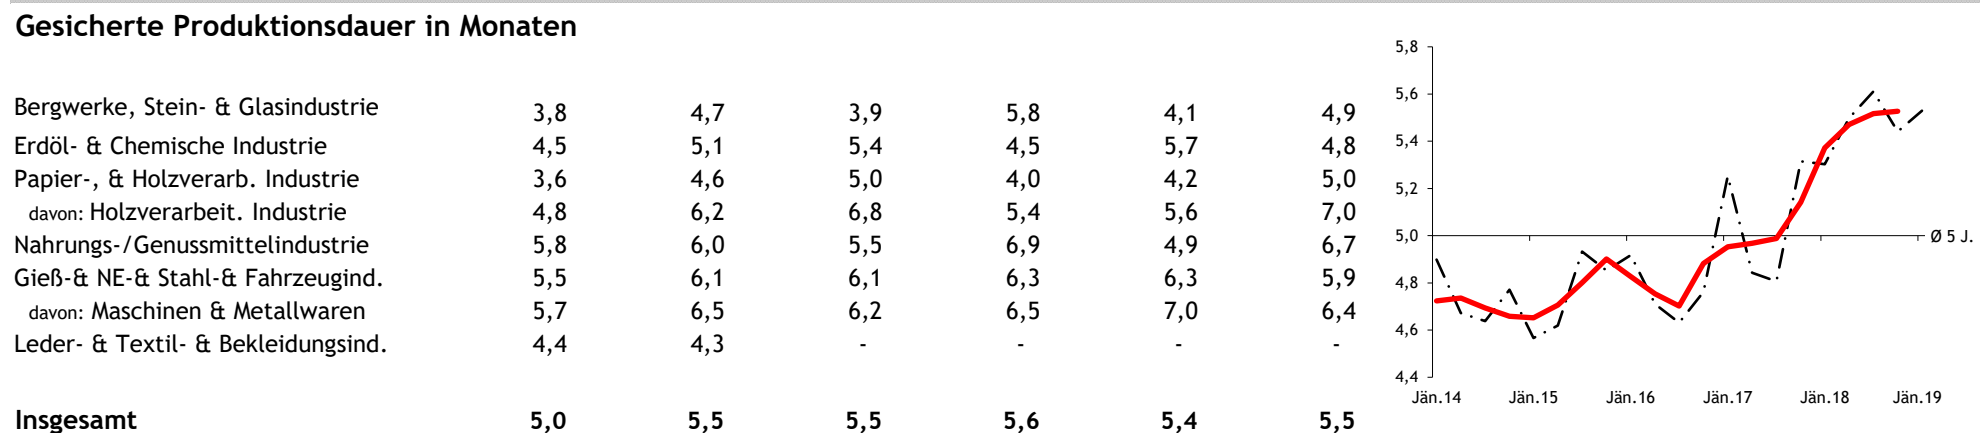 Gesicherte Produktionsdauer in Monaten
Bergwerke, Stein- & Glasindustrie 3,8 4,7 3,9 5,8 4,1 4,9
Erdöl- & Chemische Industrie 4,5 5,1 5,4 4,5 5,7 4,8
Papier-, & Holzverarb. Industrie 3,6 4,6 5,0 4,0 4,2 5,0
davon: Holzverarbeit. Industrie 4,8 6,2 6,8 5,4 5,6 7,0
Nahrungs-/Genussmittelindustrie 5,8 6,0 5,5 6,9 4,9 6,7
Gieß-& NE-& Stahl-& Fahrzeugind. 5,5 6,1 6,1 6,3 6,3 5,9
davon: Maschinen & Metallwaren 5,7 6,5 6,2 6,5 7,0 6,4
Leder- & Textil- & Bekleidungsind. 4,4 4,3 - - - -
Insgesamt 5,0 5,5 5,5 5,6 5,4 5,5
5,8
5,6
5,4
5,2
5,0 Ø 5 J.
4,8
4,6
4,4
Jän.14 Jän.15 Jän.16 Jän.17 Jän.18 Jän.19